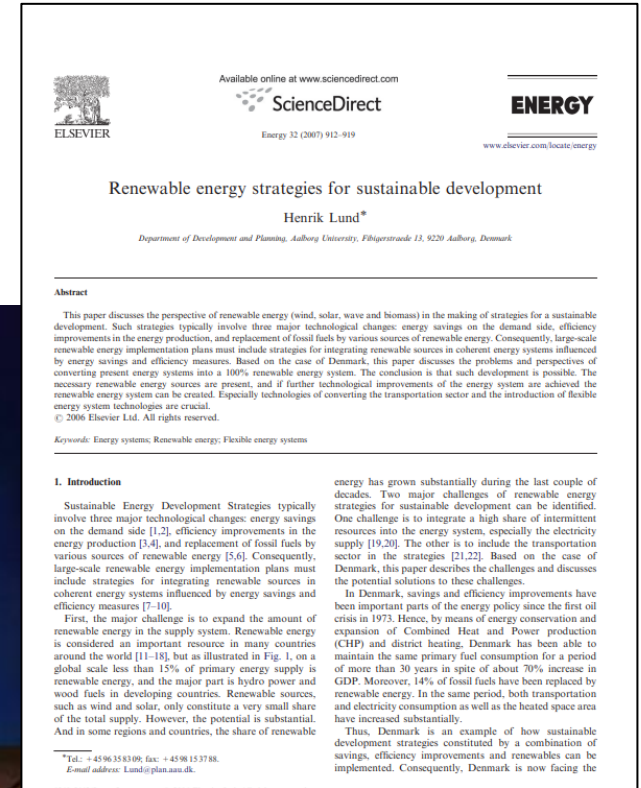 Available online at www.sciencedirect.com
ScienceDirect
ELSEVIER
Energy 32 (2007) 912–919
ENERGY
www.elsevier.com/locate/energy
Renewable energy strategies for sustainable development
Henrik Lund*
Department of Development and Planning, Aalborg University, Fibigerstraede 13, 9220 Aalborg, Denmark
Abstract
This paper discusses the perspective of renewable energy (wind, solar, wave and biomass) in the making of strategies for a sustainable
development. Such strategies typically involve three major technological changes: energy savings on the demand side, efficiency
improvements in the energy production, and replacement of fossil fuels by various sources of renewable energy. Consequently, large-scale
renewable energy implementation plans must include strategies for integrating renewable sources in coherent energy systems influenced
by energy savings and efficiency measures. Based on the case of Denmark, this paper discusses the problems and perspectives of
converting present energy systems into a 100% renewable energy system. The conclusion is that such development is possible. The
necessary renewable energy sources are present, and if further technological improvements of the energy system are achieved the
renewable energy system can be created. Especially technologies of converting the transportation sector and the introduction of flexible
energy system technologies are crucial.
© 2006 Elsevier Ltd. All rights reserved.
Keywords: Energy systems; Renewable energy; Flexible energy systems
1. Introduction
Sustainable Energy Development Strategies typically
involve three major technological changes: energy savings
on the demand side [1,2], efficiency improvements in the
energy production [3,4], and replacement of fossil fuels by
various sources of renewable energy [5,6]. Consequently,
large-scale renewable energy implementation plans must
include strategies for integrating renewable sources in
coherent energy systems influenced by energy savings and
efficiency measures [7–10].
First, the major challenge is to expand the amount of
renewable energy in the supply system. Renewable energy
is considered an important resource in many countries
around the world [11–18], but as illustrated in Fig. 1, on a
global scale less than 15% of primary energy supply is
renewable energy, and the major part is hydro power and
wood fuels in developing countries. Renewable sources,
such as wind and solar, only constitute a very small share
of the total supply. However, the potential is substantial.
And in some regions and countries, the share of renewable
*Tel.: +45 96 35 83 09; fax: +45 98 15 37 88.
E-mail address: Lund@plan.aau.dk.
energy has grown substantially during the last couple of
decades. Two major challenges of renewable energy
strategies for sustainable development can be identified.
One challenge is to integrate a high share of intermittent
resources into the energy system, especially the electricity
supply [19,20]. The other is to include the transportation
sector in the strategies [21,22]. Based on the case of
Denmark, this paper describes the challenges and discusses
the potential solutions to these challenges.
In Denmark, savings and efficiency improvements have
been important parts of the energy policy since the first oil
crisis in 1973. Hence, by means of energy conservation and
expansion of Combined Heat and Power production
(CHP) and district heating, Denmark has been able to
maintain the same primary fuel consumption for a period
of more than 30 years in spite of about 70% increase in
GDP. Moreover, 14% of fossil fuels have been replaced by
renewable energy. In the same period, both transportation
and electricity consumption as well as the heated space area
have increased substantially.
Thus, Denmark is an example of how sustainable
development strategies constituted by a combination of
savings, efficiency improvements and renewables can be
implemented. Consequently, Denmark is now facing the